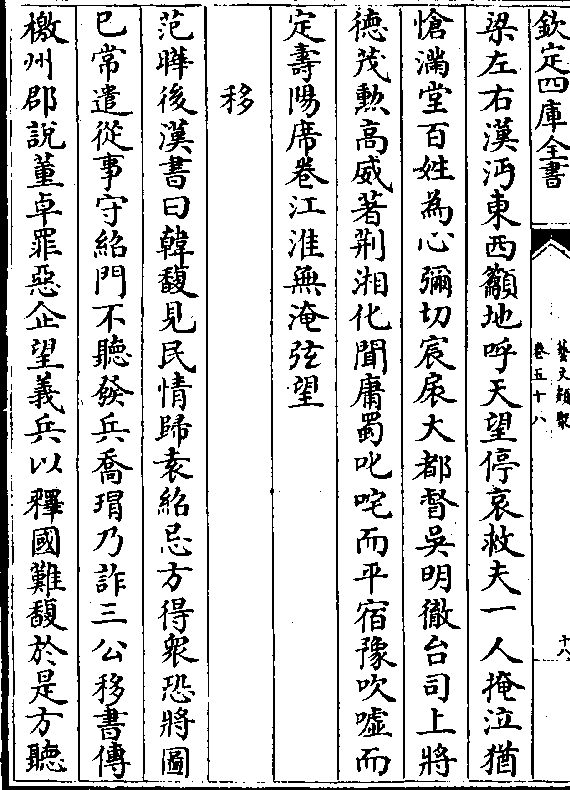 欽定四庫全書
藝文類聚
卷五十八
十八
梁左右漢沔東西籲地呼天望停哀救夫一人掩泣猶
愴滿堂百姓為心彌切宸扆大都督吳明徹台司上將
徳茂勲高威著荆湘化聞庸蜀叱咤而平宿豫吹噓而
定壽陽席巻江淮無淹弦望
移
范曄後漢書曰韓馥見民情歸袁紹忌方得衆恐將圖
已常遣從事守紹門不聽發兵喬瑁乃詐三公移書傳
檄州郡説董卓罪惡企望義兵以釋國難馥於是方聽